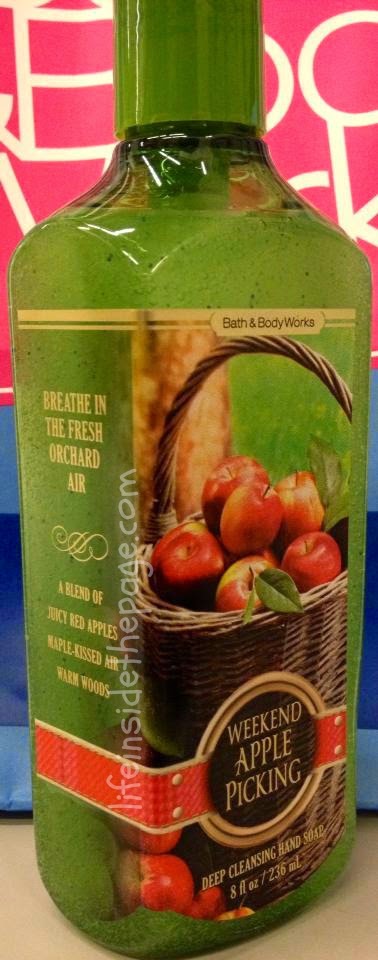 Bath & Body Works
BREATHE IN
THE FRESH
ORCHARD
AIR
A BLEND OF
JUICY RED APPLES
MAPLE-KISSED AIR
WARM WOODS
WEEKEND
APPLE
PICKING
DEEP CLEANSING HAND SOAP
8 fl oz / 236 mL
lifeinsidethepage.com